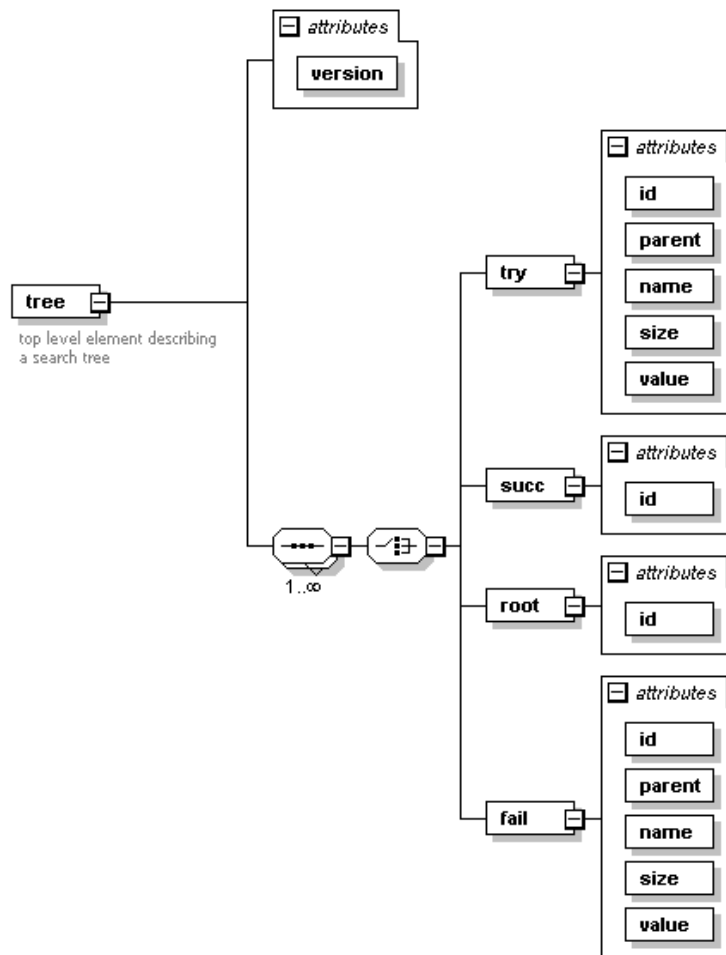 attributes
version
tree
top level element describing
a search tree
1..∞
try
attributes
id
parent
name
size
value
succ
attributes
id
root
attributes
id
fail
attributes
id
parent
name
size
value